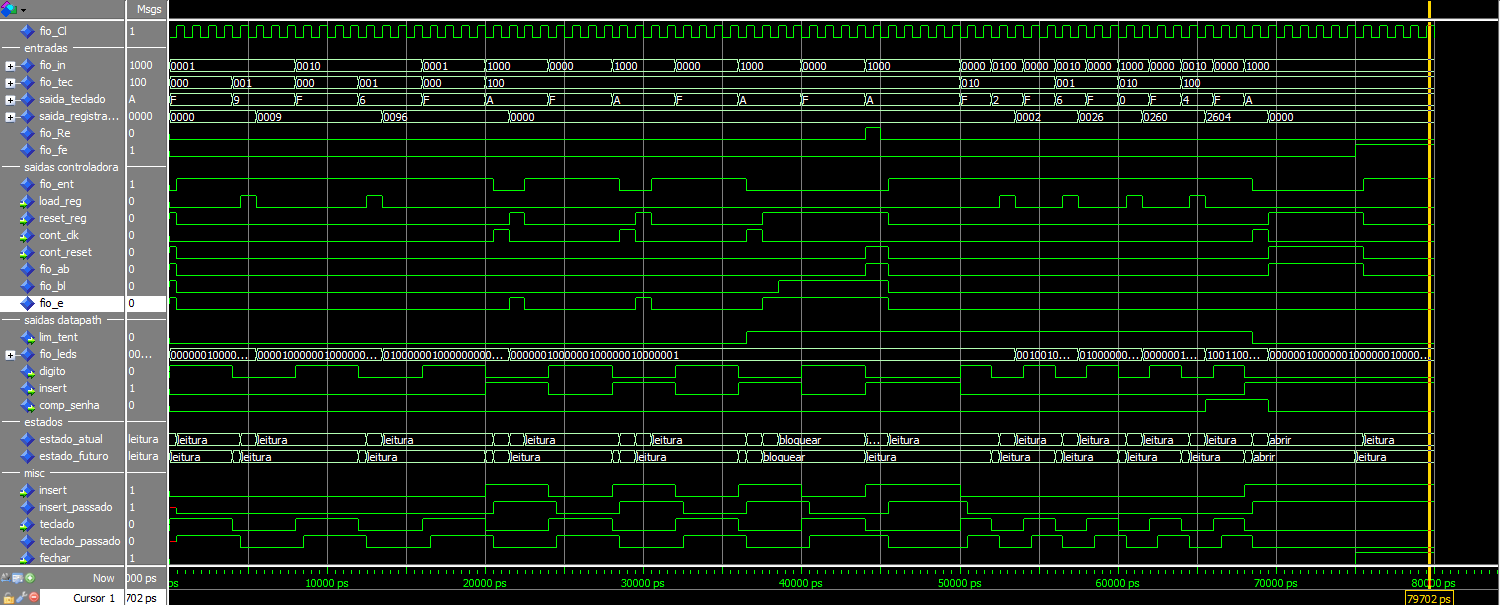 Msgs
fio_Cl 1
entradas
fio_in 1000 0001 0010 0001 1000 0000 1000 0000 1000 0000 1000 0000 0100 0000 0010 0000 1000 0000 0010 0000 1000
fio_tec 100 000 001 000 001 000 100 010 001 010 100
saida_teclado A F 9 F 6 F A F A F A F A F 2 F 6 F 0 F 4 F A
saida_registra... 0000 0000 0009 0096 0000 0002 0026 0260 2604 0000
fio_Re 0
fio_fe 1
saidas controladora
fio_ent 1
load_reg 0
reset_reg 0
cont_clk 0
cont_reset 0
fio_ab 0
fio_bl 0
fio_e 0
saidas datapath
lim_tent 0
fio_leds 00... 00000010000... 0000100000010000000... 010000001000000000... 0000001000000100000010000001 0010010... 01000000... 0000001... 1001100... 000000100000010000001000...
digito 0
insert 1
comp_senha 0
estados
estado_atual leitura leitura leitura leitura leitura leitura bloquear ... leitura leitura leitura leitura leitura abrir leitura
estado_futuro leitura leitura leitura leitura leitura leitura bloquear leitura leitura leitura leitura leitura abrir leitura
misc
insert 1
insert_passado 1
teclado 0
teclado_passado 0
fechar 1
Now 000 ps ps 10000 ps 20000 ps 30000 ps 40000 ps 50000 ps 60000 ps 70000 ps 80000 ps
Cursor 1 702 ps 79702 ps